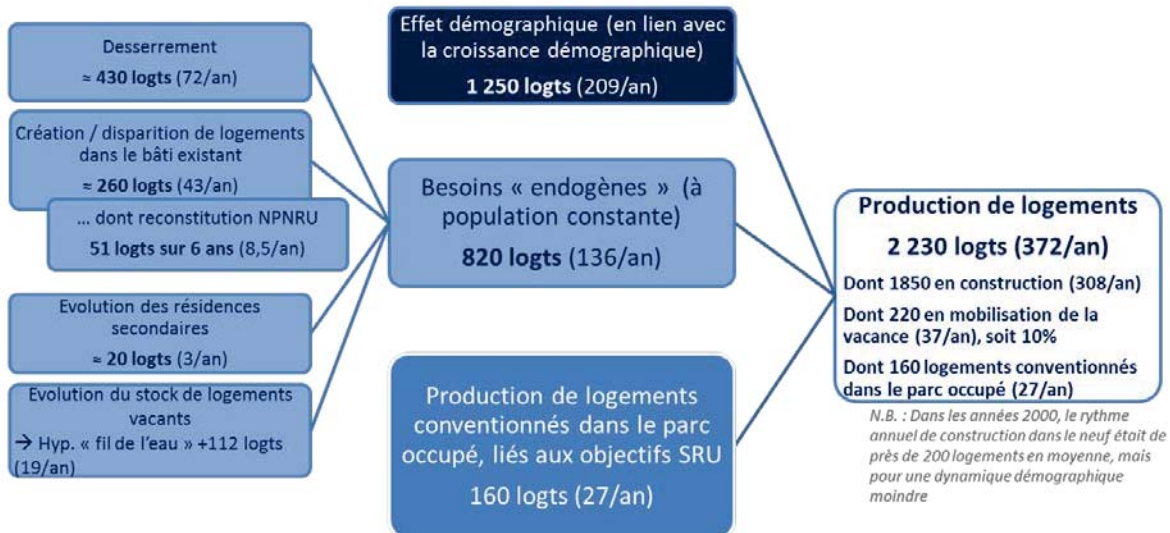 Desserrement
≈ 430 logts (72/an)
Création / disparition de logements
dans le bâti existant
≈ 260 logts (43/an)
... dont reconstitution NPNRU
51 logts sur 6 ans (8,5/an)
Evolution des résidences
secondaires
≈ 20 logts (3/an)
Evolution du stock de logements
vacants
→ Hyp. « fil de l'eau » +112 logts
(19/an)
Effet démographique (en lien avec
la croissance démographique)
1 250 logts (209/an)
Besoins « endogènes » (à
population constante)
820 logts (136/an)
Production de logements
conventionnés dans le parc
occupé, liés aux objectifs SRU
160 logts (27/an)
Production de logements
2 230 logts (372/an)
Dont 1850 en construction (308/an)
Dont 220 en mobilisation de la
vacance (37/an), soit 10%
Dont 160 logements conventionnés
dans le parc occupé (27/an)
N.B. : Dans les années 2000, le rythme
annuel de construction dans le neuf était de
près de 200 logements en moyenne, mais
pour une dynamique démographique
moindre